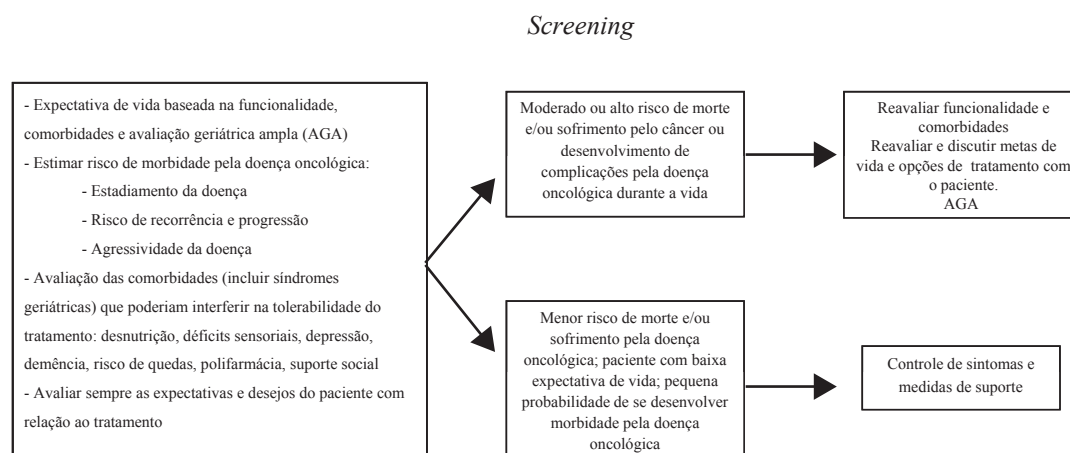 Screening
- Expectativa de vida baseada na funcionalidade,
comorbidades e avaliação geriátrica ampla (AGA)
- Estimar risco de morbidade pela doença oncológica:
- Estadiamento da doença
- Risco de recorrência e progressão
- Agressividade da doença
- Avaliação das comorbidades (incluir síndromes
geriátricas) que poderiam interferir na tolerabilidade do
tratamento: desnutrição, déficits sensoriais, depressão,
demência, risco de quedas, polifarmácia, suporte social
- Avaliar sempre as expectativas e desejos do paciente com
relação ao tratamento
Moderado ou alto risco de morte
e/ou sofrimento pelo câncer ou
desenvolvimento de
complicações pela doença
oncológica durante a vida
Reavaliar funcionalidade e
comorbidades
Reavaliar e discutir metas de
vida e opções de tratamento com
o paciente.
AGA
Menor risco de morte e/ou
sofrimento pela doença
oncológica; paciente com baixa
expectativa de vida; pequena
probabilidade de se desenvolver
morbidade pela doença
oncológica
Controle de sintomas e
medidas de suporte